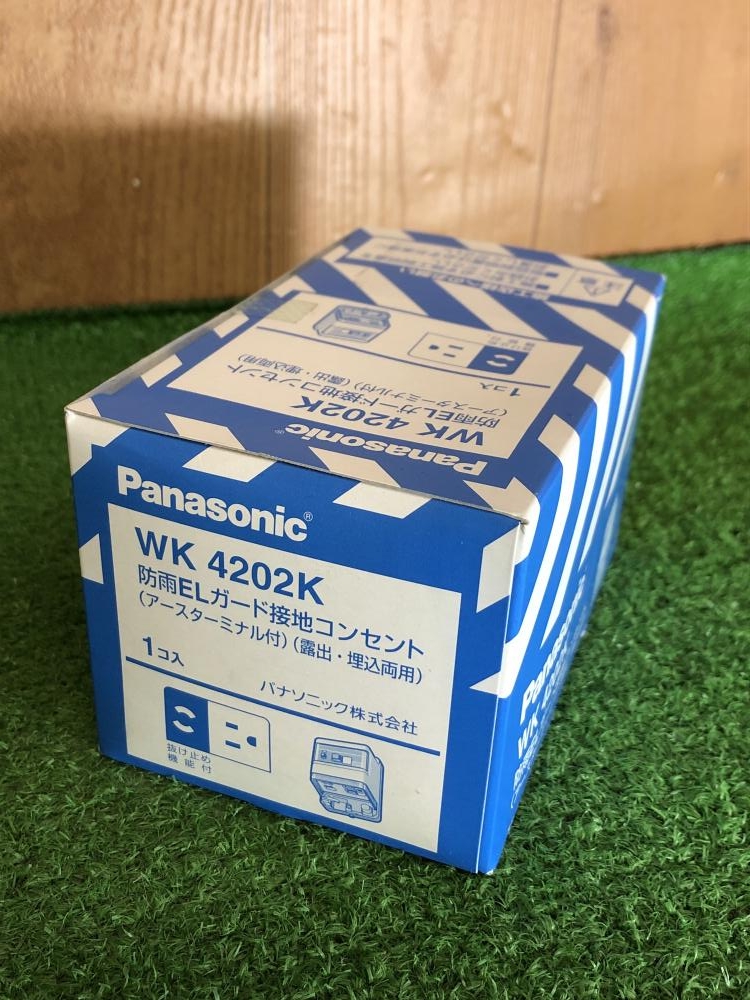 Panasonic®
WK 4202K
防雨ELガード接地コンセント
(アースターミナル付)(露出・埋込両用)
1コ入
パナソニック株式会社
抜け止め
機能付
Panasonic®
WK 4202K
防雨ELガード接地コンセント
(アースターミナル付)(露出・埋込両用)
1コ入
Panasonic
WK 4202K